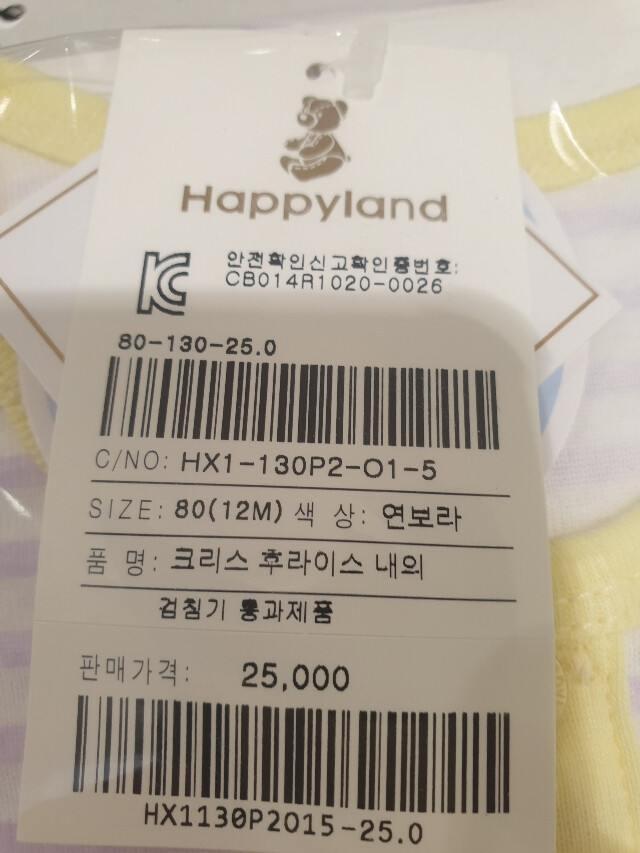 Happyland
안전확인신고확인증번호:
CB014R1020-0026
80-130-25.0
C/NO: HX1-130P2-O1-5
SIZE: 80(12M) 색 상: 연보라
품 명: 크리스 후라이스 내의
검침기 통과제품
판매가격: 25,000
HX1130P2015-25.0